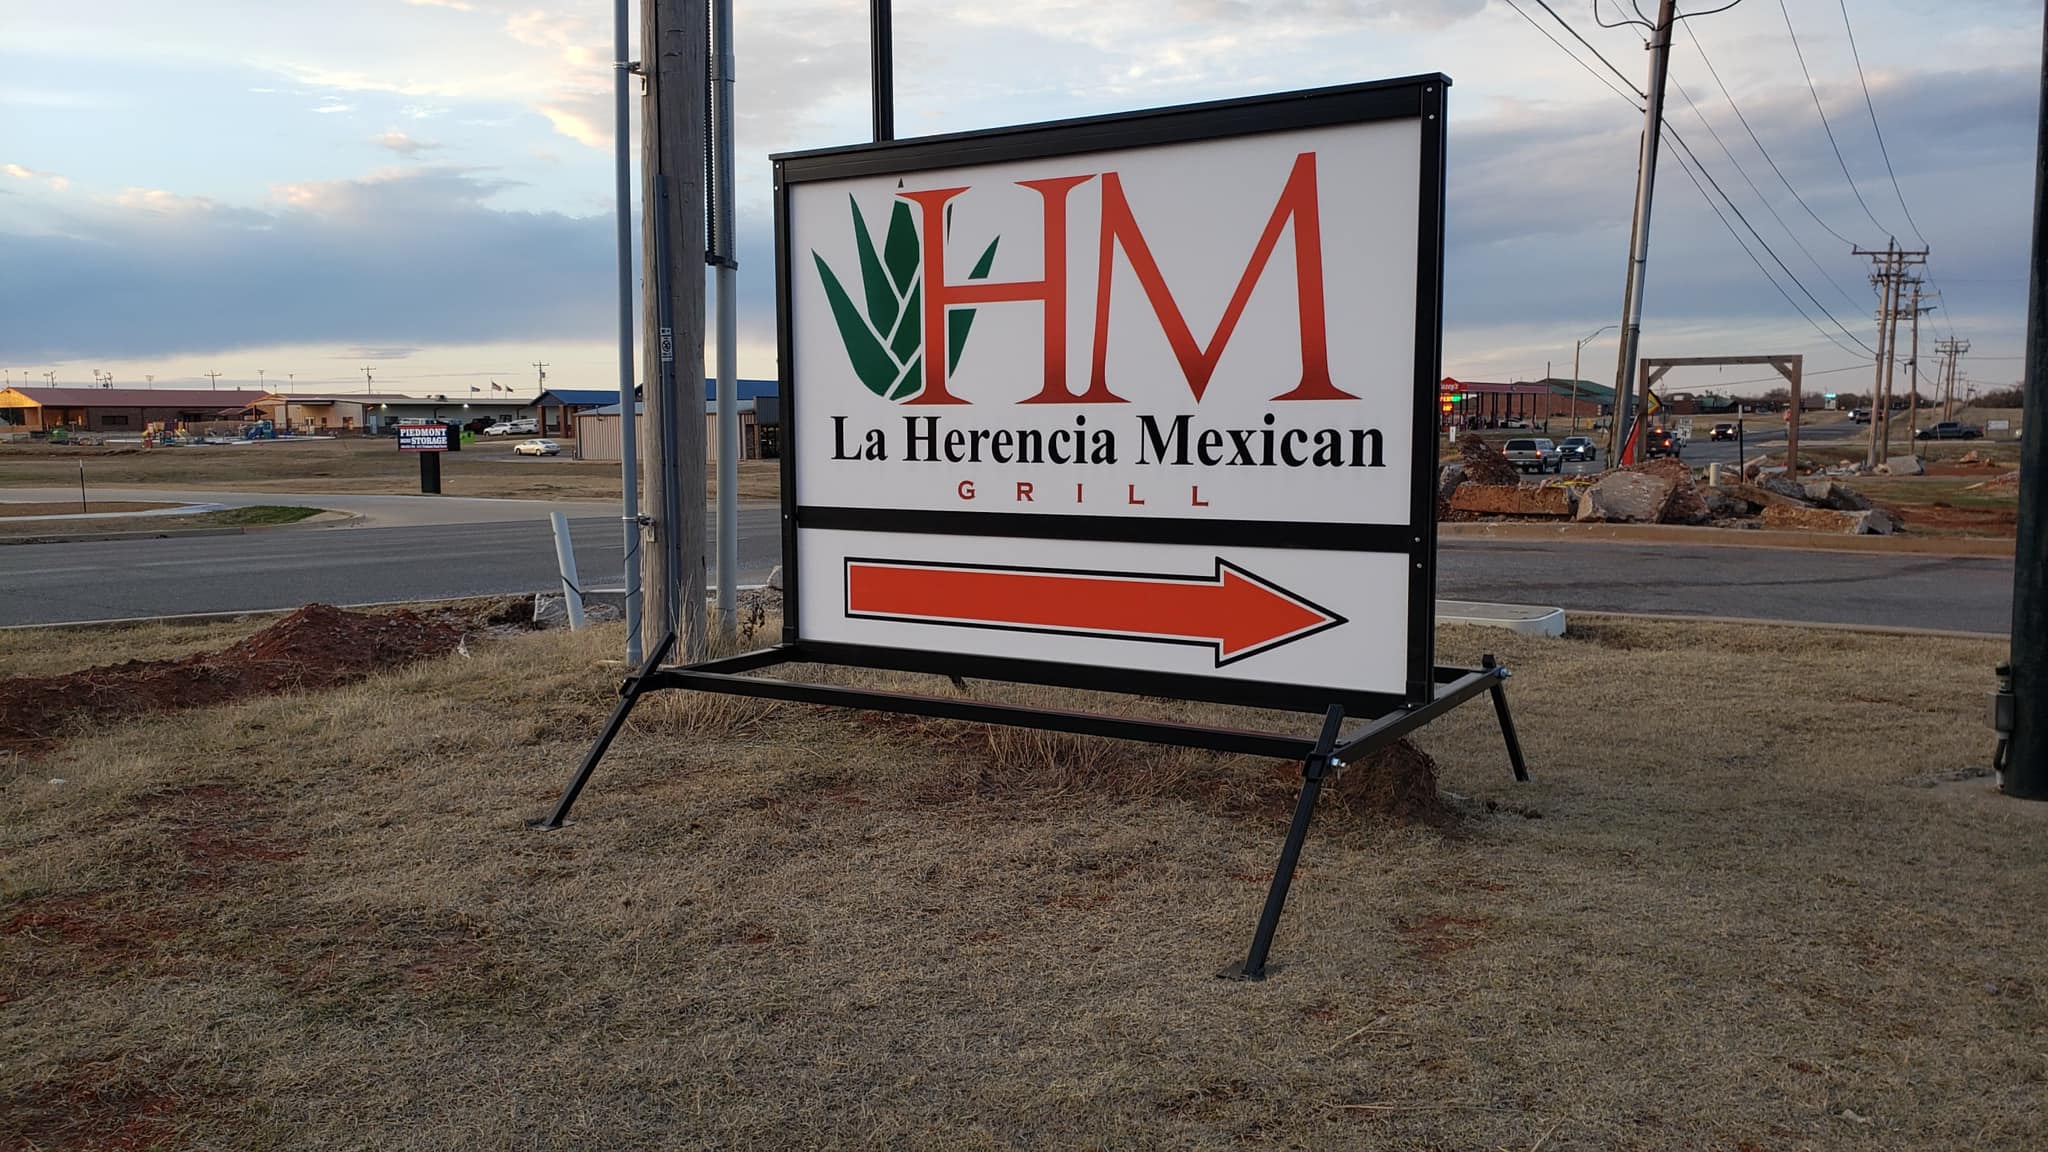 HM
La Herencia Mexican
GRILL
PIEDMONT
STORAGE